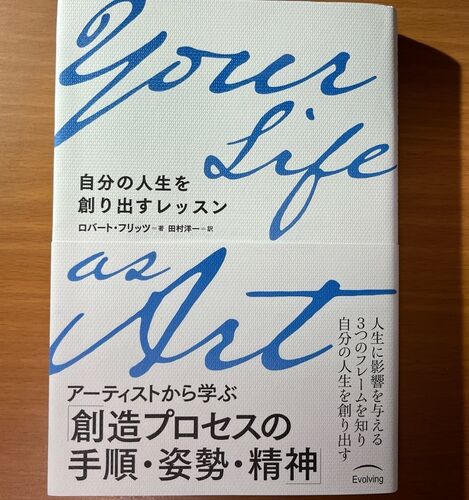 Your
Life
自分の人生を
創り出すレッスン
ロバート・フリッツ＝著 田村洋一＝訳
as
Art
人生に影響を与える
3つのフレームを知り
自分の人生を創り出す
アーティストから学ぶ
「創造プロセスの
手順・姿勢・精神」
Evolving